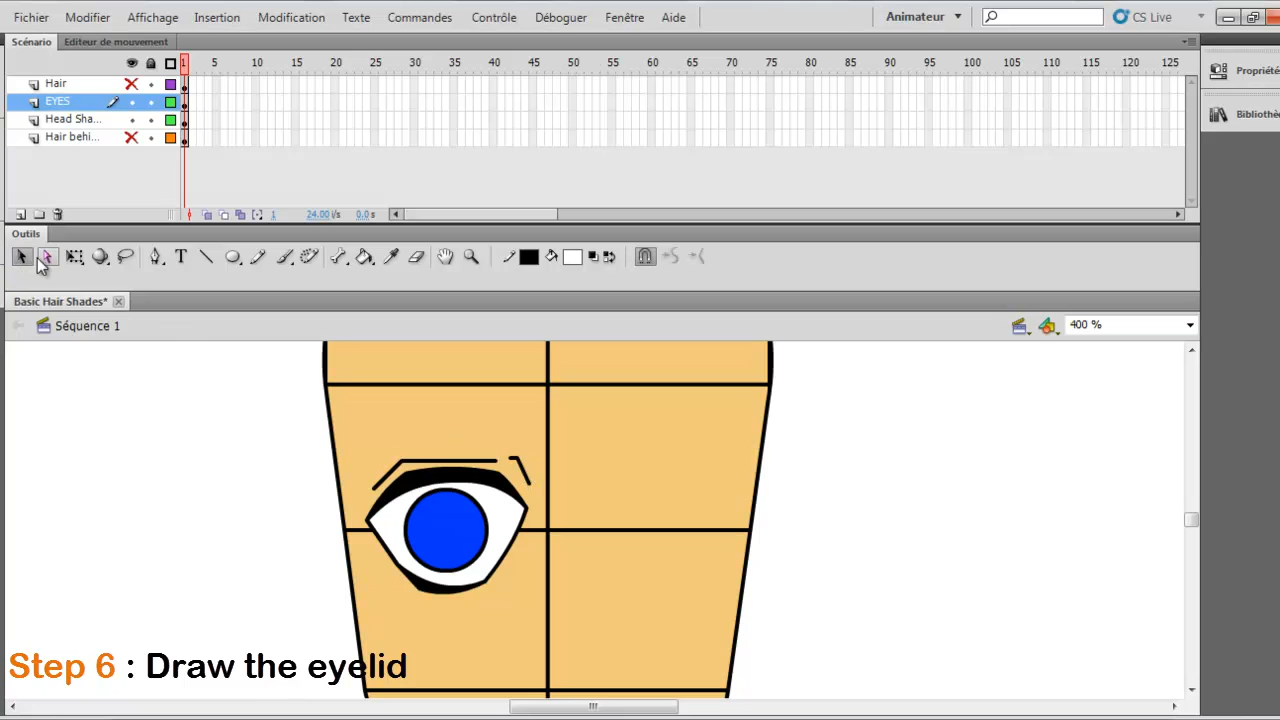 Fichier Modifier Affichage Insertion Modification Texte Commandes Contrôle Déboguer Fenêtre Aide Animateur CS Live
Scénario Editeur de mouvement
1 5 10 15 20 25 30 35 40 45 50 55 60 65 70 75 80 85 90 95 100 105 110 115 120 125
Propriété
Hair
EYES
Bibliothè
Head Sha...
Hair behi...
1 24.00 i/s 0.0 s
Outils
Basic Hair Shades*
Séquence 1 400 %
Step 6 : Draw the eyelid